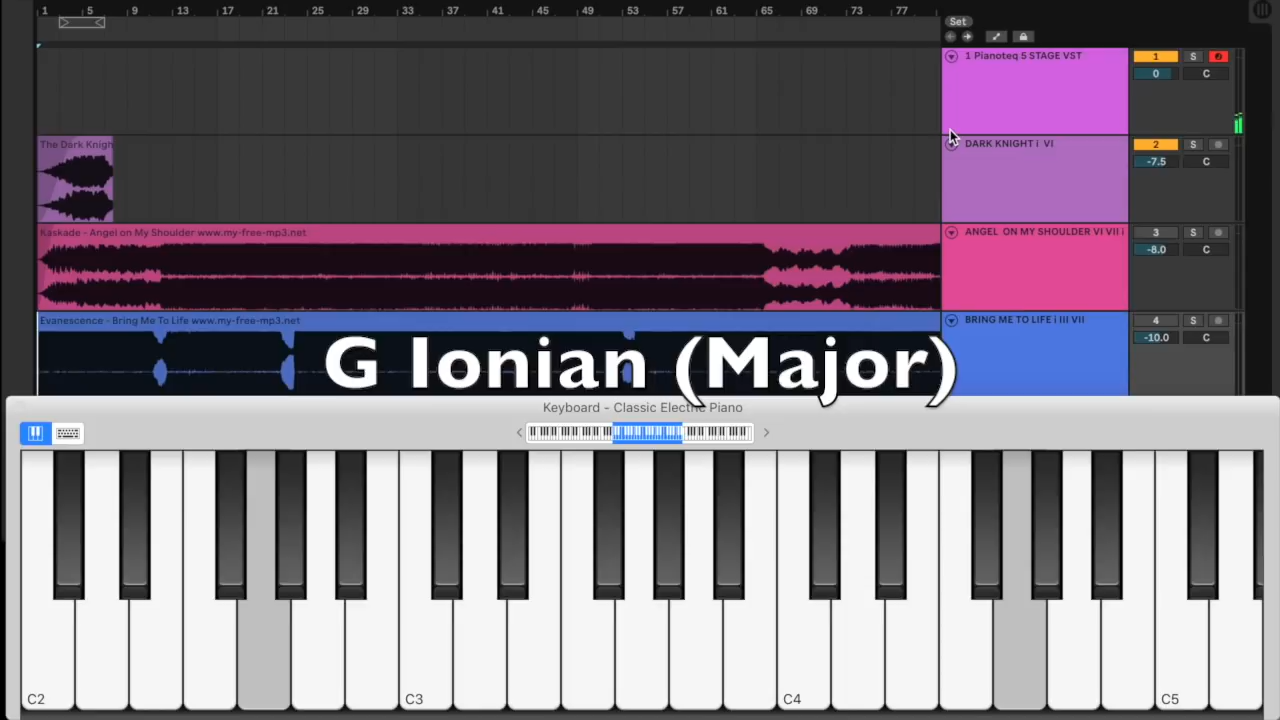 1 5 9 13 17 21 25 29 33 37 41 45 49 53 57 61 65 69 73 77
Set
1 Pianoteq 5 STAGE VST 1 S
0 C
The Dark Knigh DARK KNIGHT i VI 2 S
-7.5 C
Kaskade - Angel on My Shoulder www.my-free-mp3.net ANGEL ON MY SHOULDER VI VII i 3 S
-8.0 C
Evanescence - Bring Me To Life www.my-free-mp3.net BRING ME TO LIFE i III VII 4 S
-10.0 C
G Ionian (Major)
Keyboard - Classic Electric Piano
C2 C3 C4 C5